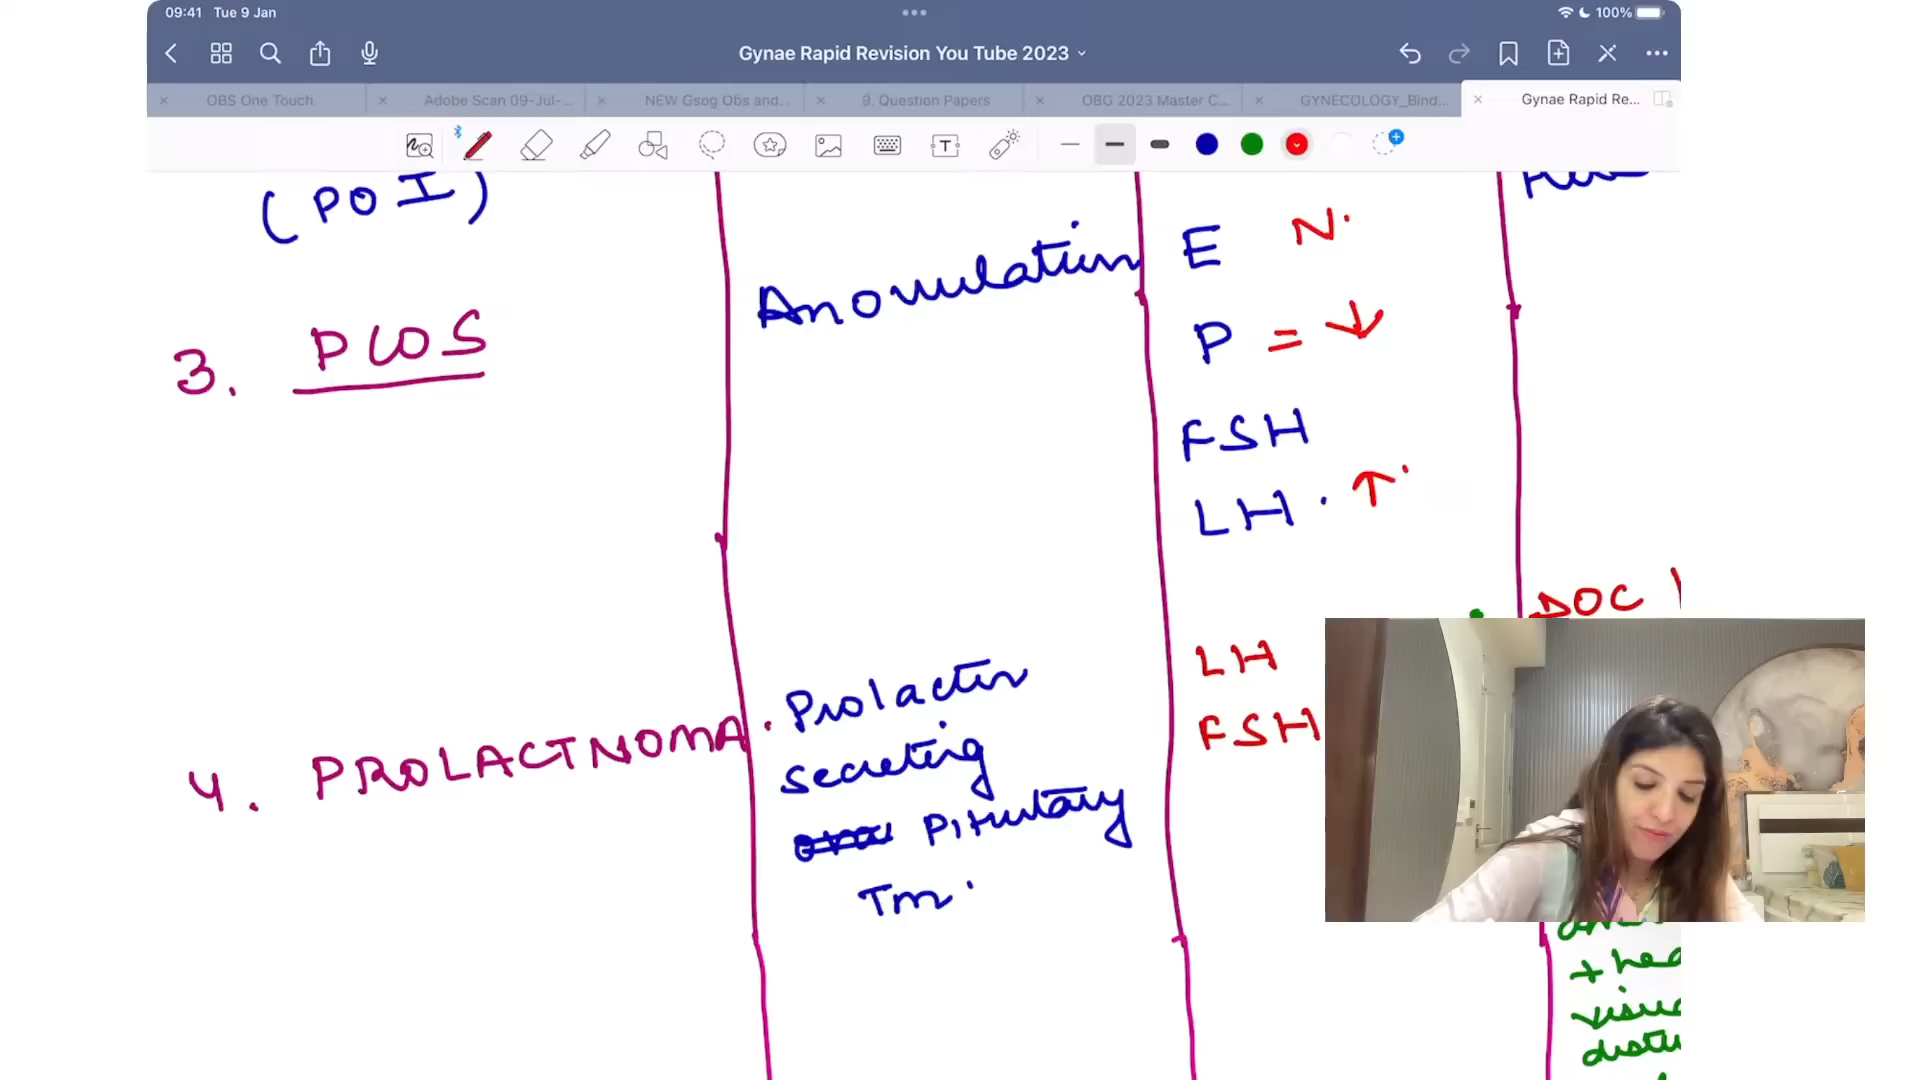 09:41 Tue 9 Jan
100%
Gynae Rapid Revision You Tube 2023
OBS One Touch
Adobe Scan 09-Jul-...
NEW Gsog Obs and...
9. Question Papers
OBG 2023 Master C...
GYNECOLOGY_Bind...
Gynae Rapid Re...
(POI)
Anovulation
E N.
P = ↓
3. PCOS
FSH
LH . ↑
DOC
LH
FSH
4. PROLACTNOMA
. Prolactin
secreting
Pituitary
Tm.
+ hea
visua
distu